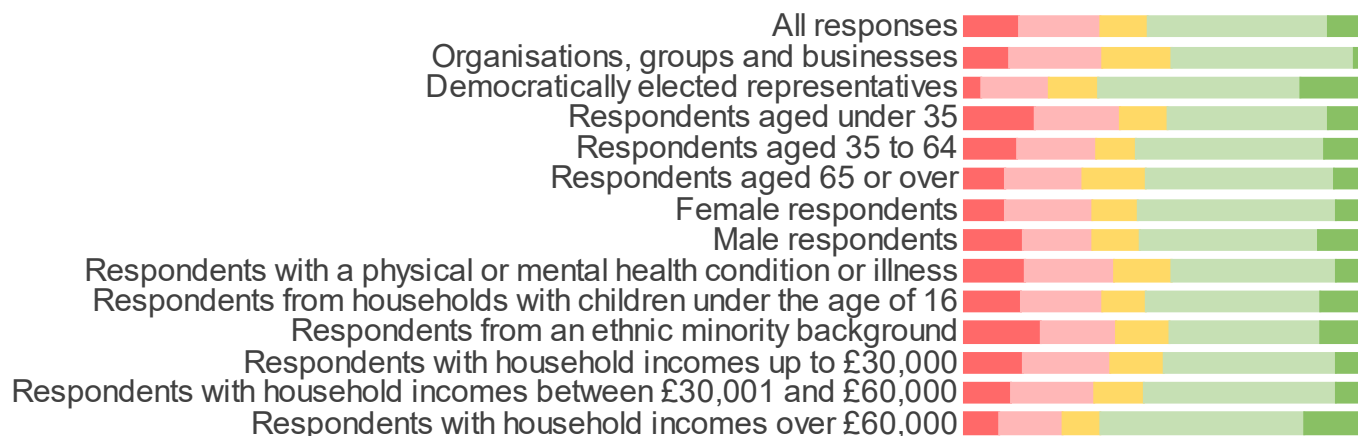 All responses
Organisations, groups and businesses
Democratically elected representatives
Respondents aged under 35
Respondents aged 35 to 64
Respondents aged 65 or over
Female respondents
Male respondents
Respondents with a physical or mental health condition or illness
Respondents from households with children under the age of 16
Respondents from an ethnic minority background
Respondents with household incomes up to £30,000
Respondents with household incomes between £30,001 and £60,000
Respondents with household incomes over £60,000